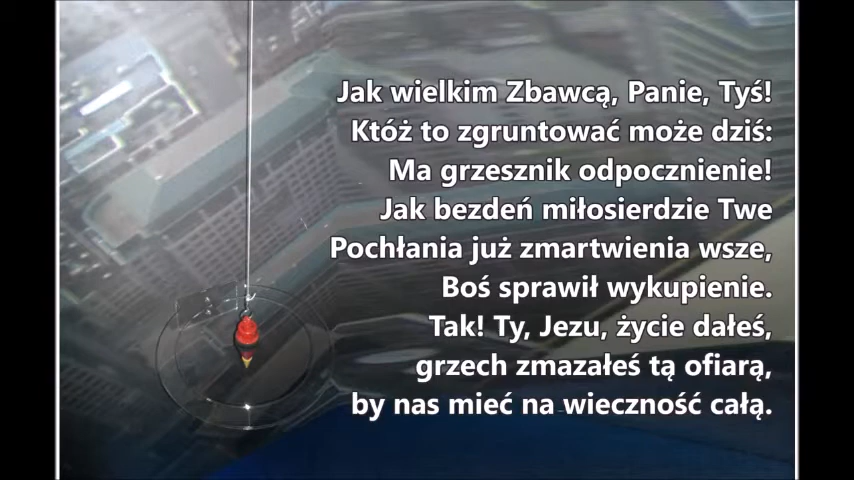 Jak wielkim Zbawcą, Panie, Tyś!
Któż to zgruntować może dziś:
Ma grzesznik odpocznienie!
Jak bezdeń miłosierdzie Twe
Pochłania już zmartwienia wsze,
Boś sprawił wykupienie.
Tak! Ty, Jezu, życie dałeś,
grzech zmazałeś tą ofiarą,
by nas mieć na wieczność całą.